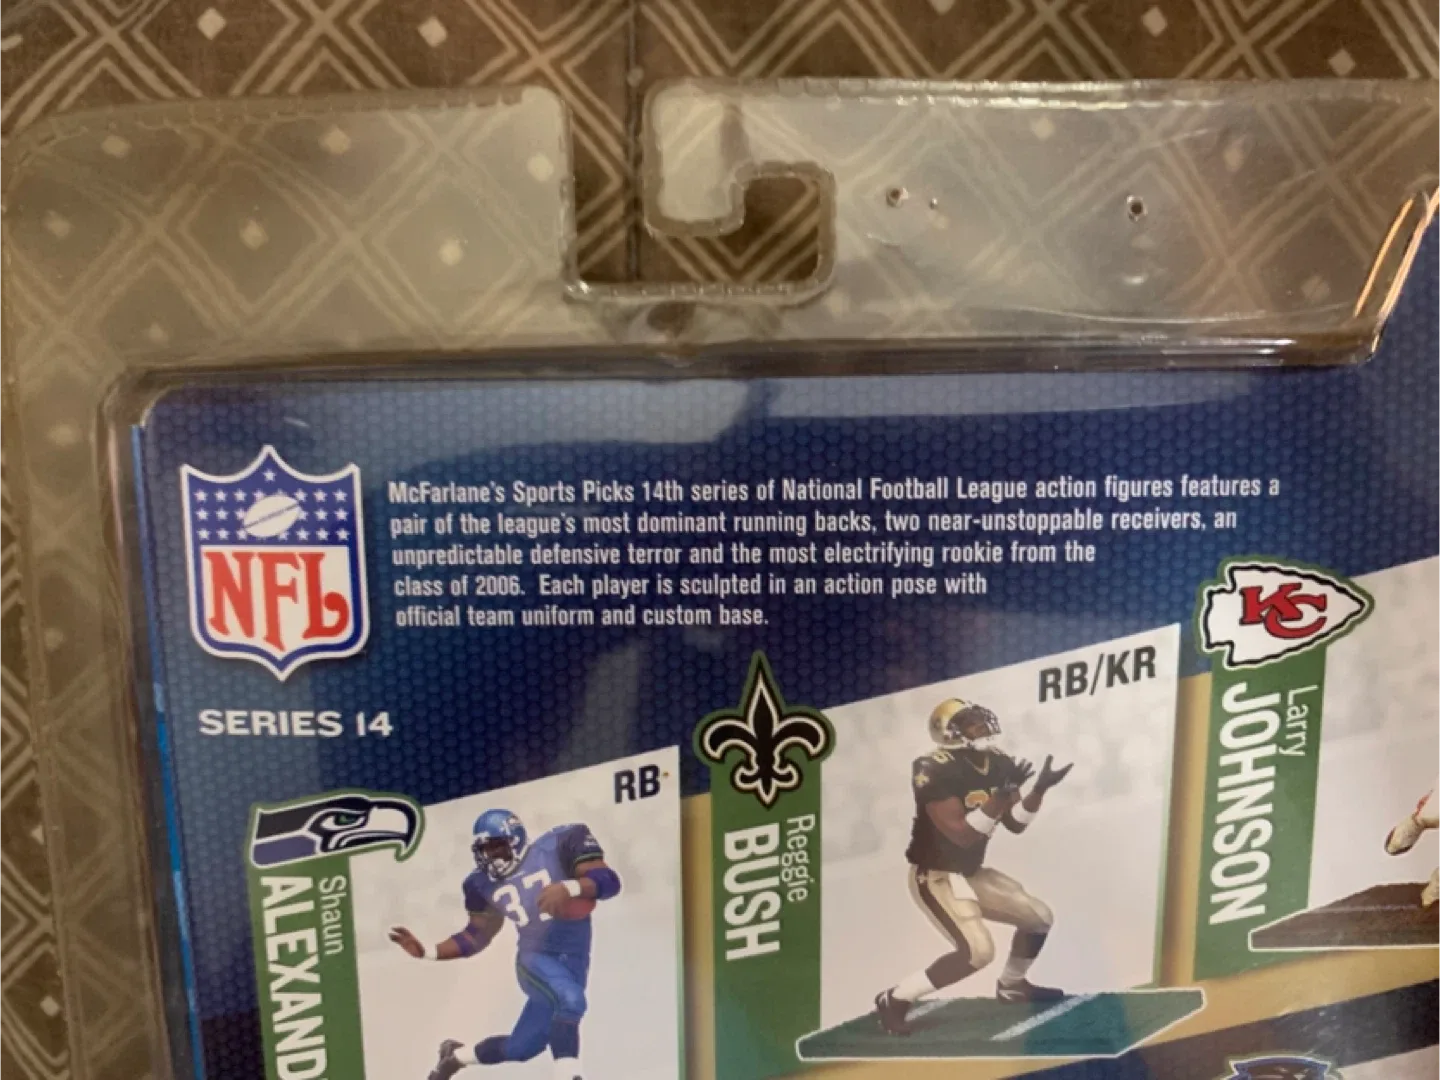 McFarlane's Sports Picks 14th series of National Football League action figures features a
pair of the league's most dominant running backs, two near-unstoppable receivers, an
unpredictable defensive terror and the most electrifying rookie from the
class of 2006. Each player is sculpted in an action pose with
official team uniform and custom base.
NFL
SERIES 14
RB
Shaun
ALEXAND
37
RB/KR
Reggie
BUSH
KC
Larry
JOHNSON